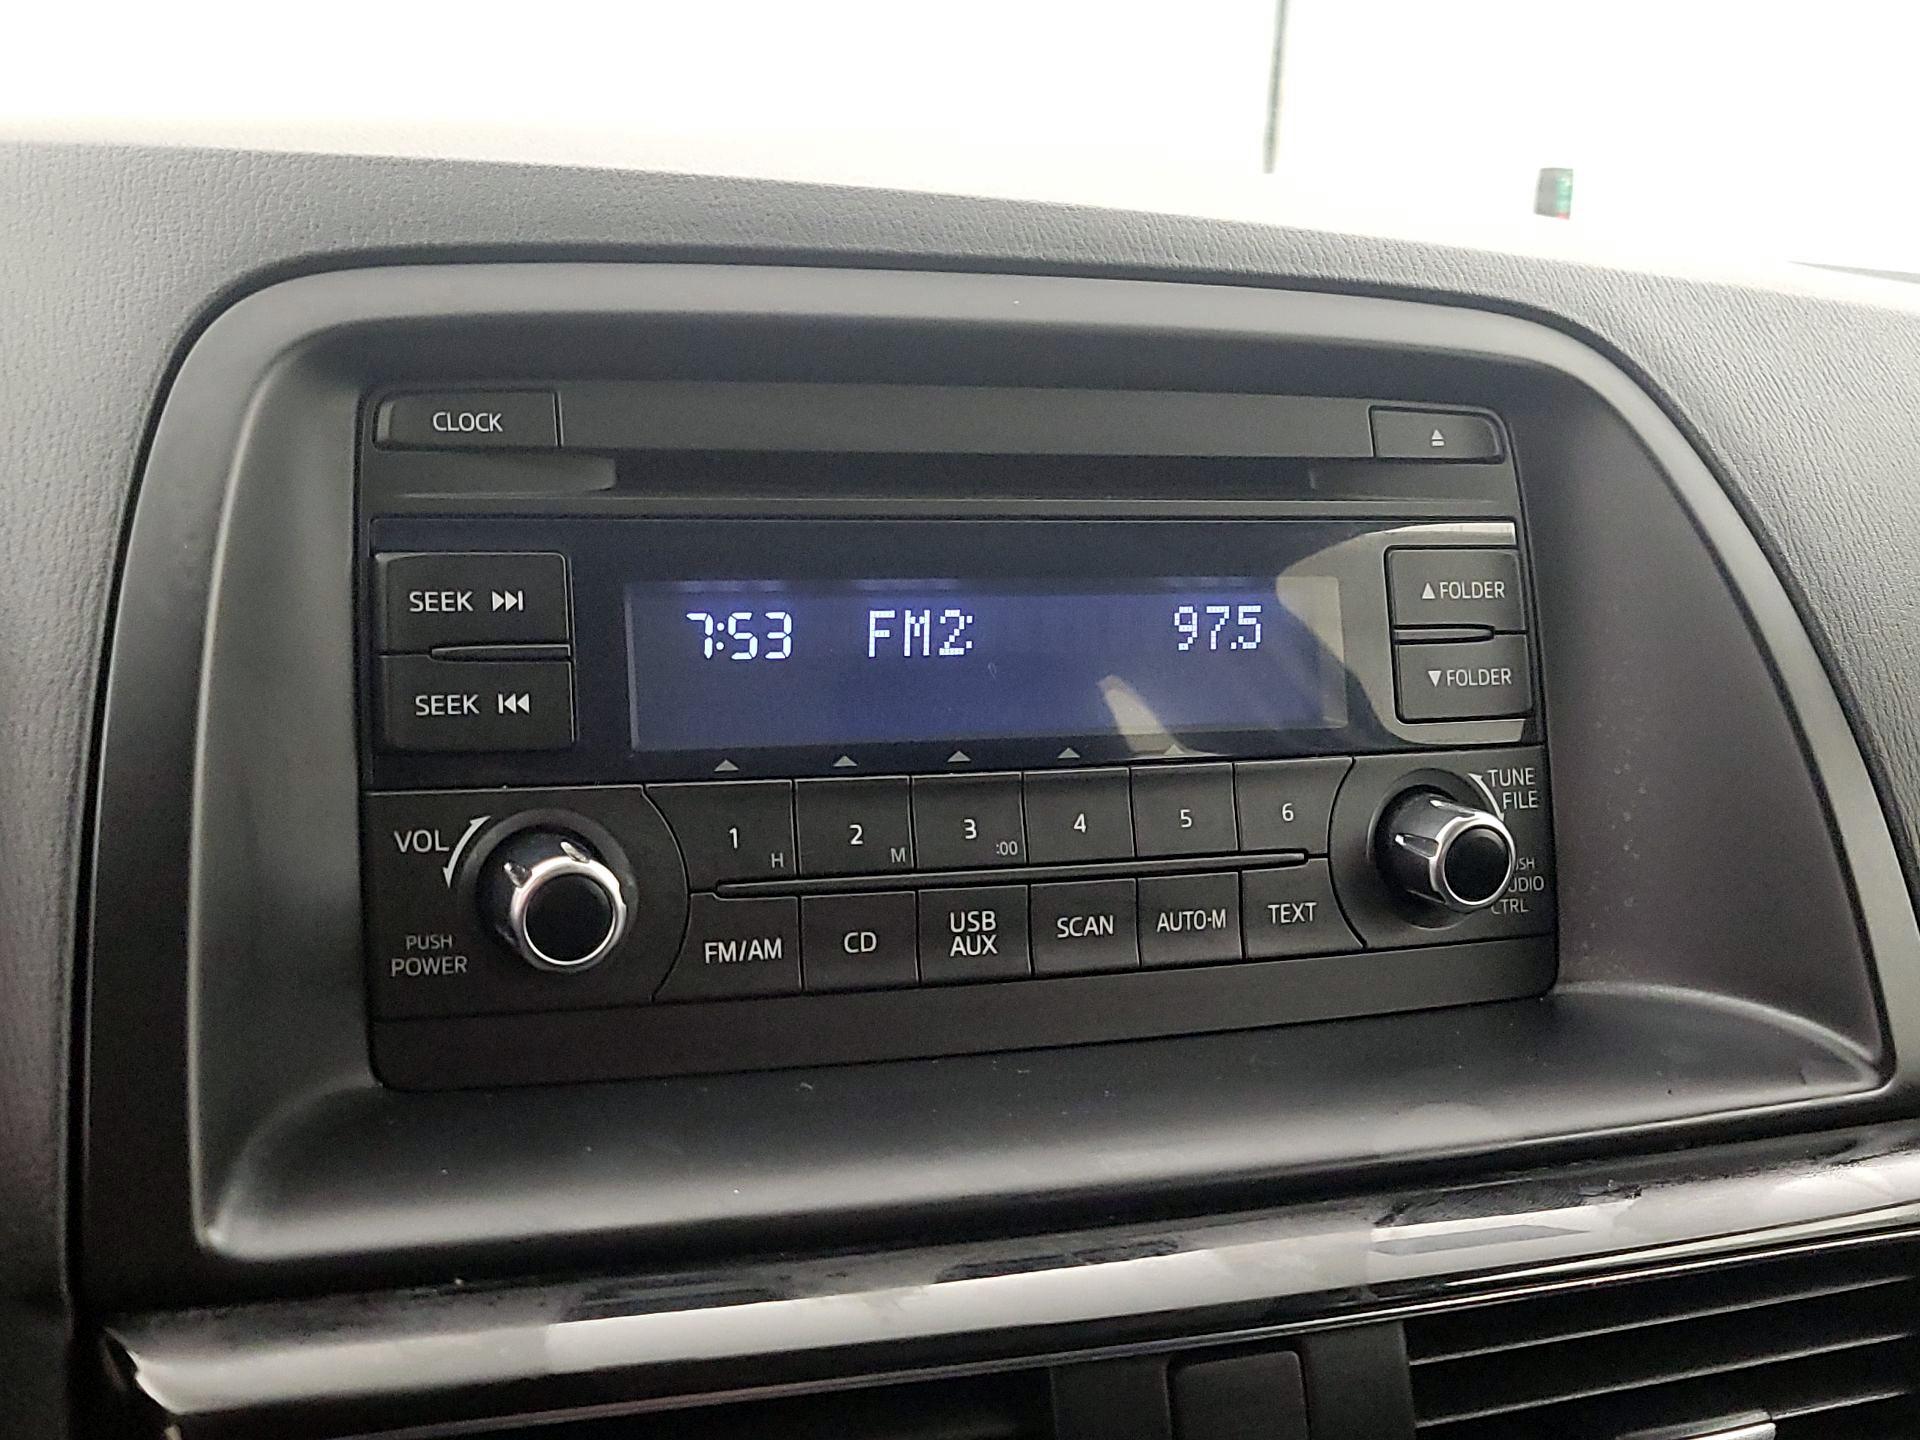 CLOCK
SEEK
SEEK
7:53 FM2: 97.5
▲ FOLDER
▼ FOLDER
VOL
PUSH
POWER
1 H
2 M
3 :00
4
5
6
FM/AM
CD
USB
AUX
SCAN
AUTO-M
TEXT
TUNE
FILE
CTRL